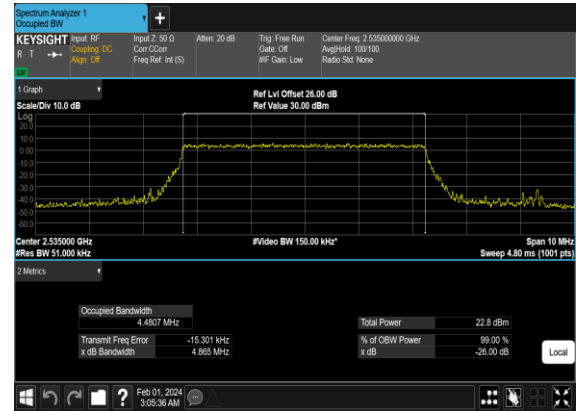 Spectrum Analyzer 1
Occupied BW
+
KEYSIGHT Input: RF Input Z: 50 Ω Atten: 20 dB Trig: Free Run Center Freq: 2.535000000 GHz
R T Coupling: DC Corr CCorr Gate: Off Avg|Hold: 100/100
Align: Off Freq Ref: Int (S) #IF Gain: Low Radio Std: None
1 Graph Ref Lvl Offset 26.00 dB
Scale/Div 10.0 dB Ref Value 30.00 dBm
Log
20.0
10.0
0.00
-10.0
-20.0
-30.0
-40.0
-50.0
-60.0
Center 2.535000 GHz #Video BW 150.00 kHz* Span 10 MHz
#Res BW 51.000 kHz Sweep 4.80 ms (1001 pts)
2 Metrics
Occupied Bandwidth
4.4807 MHz Total Power 22.8 dBm
Transmit Freq Error -15.301 kHz % of OBW Power 99.00 %
x dB Bandwidth 4.865 MHz x dB -26.00 dB
Local
? Feb 01, 2024
3:05:36 AM